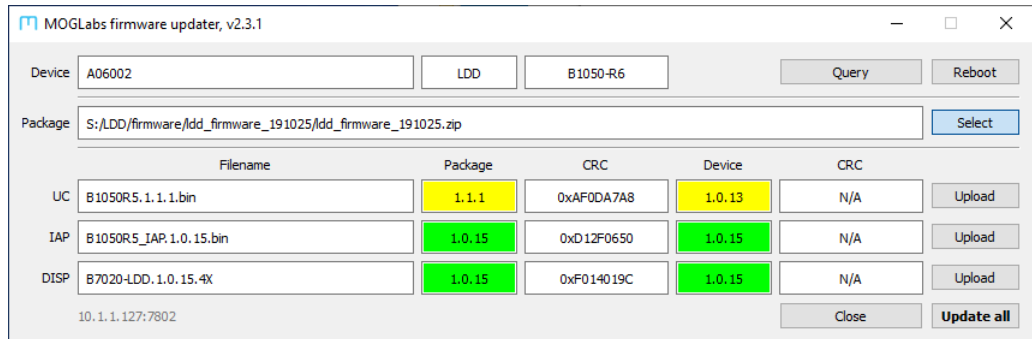 MOGLabs firmware updater, v2.3.1
Device A06002 LDD B1050-R6 Query Reboot
Package S:/LDD/firmware/ldd_firmware_191025/ldd_firmware_191025.zip Select
Filename Package CRC Device CRC
UC B1050R5.1.1.1.bin 1.1.1 0xAF0DA7A8 1.0.13 N/A Upload
IAP B1050R5_IAP.1.0.15.bin 1.0.15 0xD12F0650 1.0.15 N/A Upload
DISP B7020-LDD.1.0.15.4X 1.0.15 0xF014019C 1.0.15 N/A Upload
10.1.1.127:7802 Close Update all